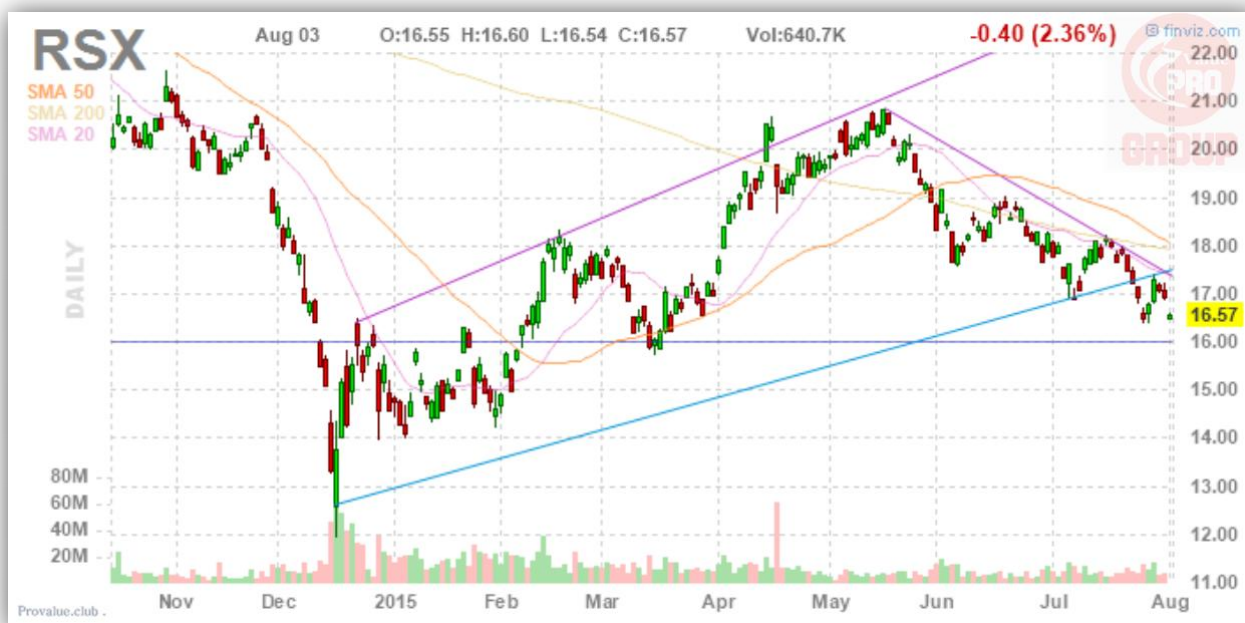 RSX
Aug 03 O:16.55 H:16.60 L:16.54 C:16.57 Vol:640.7K -0.40 (2.36%) © finviz.com
SMA 50
SMA 200
SMA 20
PRO
GROUP
DAILY
22.00
21.00
20.00
19.00
18.00
17.00
16.57
16.00
15.00
14.00
13.00
12.00
11.00
80M
60M
40M
20M
Nov Dec 2015 Feb Mar Apr May Jun Jul Aug
Provalue.club .